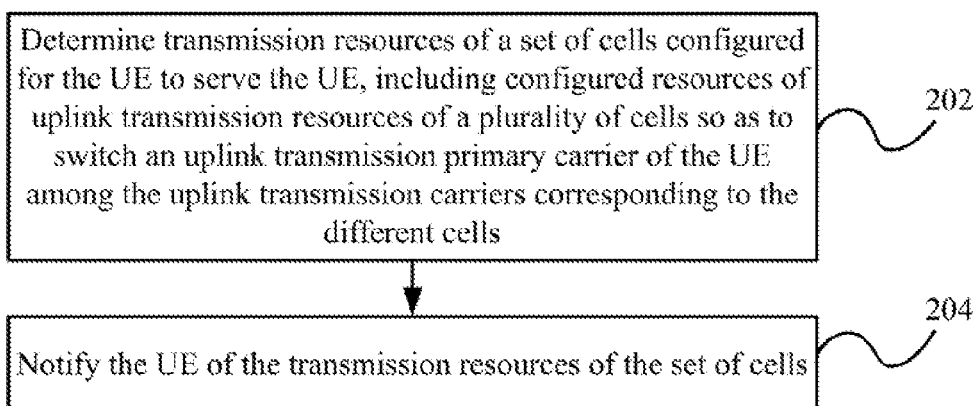 Determine transmission resources of a set of cells configured
for the UE to serve the UE, including configured resources of
uplink transmission resources of a plurality of cells so as to
switch an uplink transmission primary carrier of the UE
among the uplink transmission carriers corresponding to the
different cells
202
204
Notify the UE of the transmission resources of the set of cells